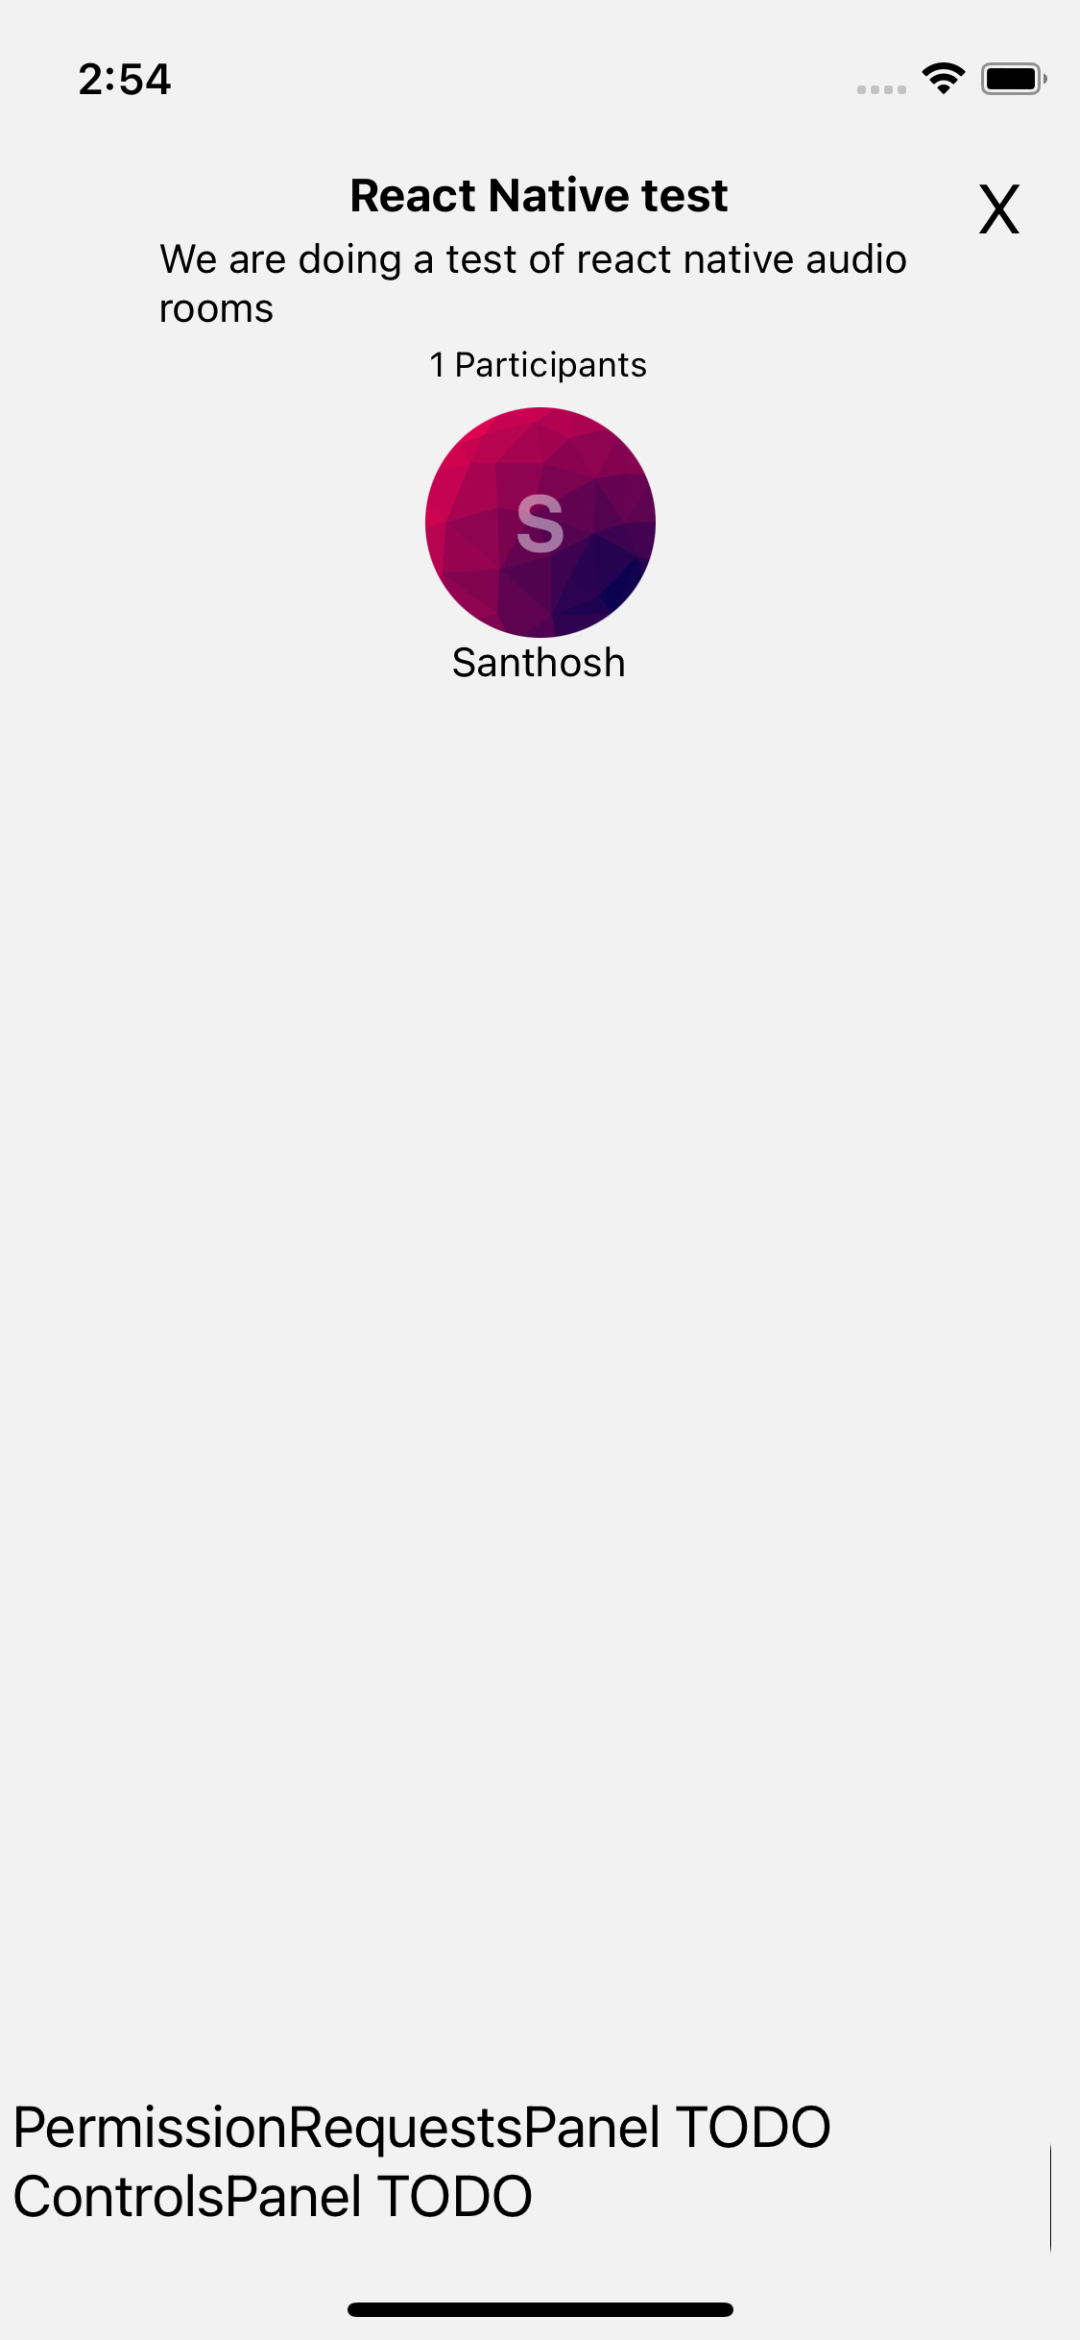 2:54
React Native test
X
We are doing a test of react native audio
rooms
1 Participants
S
Santhosh
PermissionRequestsPanel TODO
ControlsPanel TODO